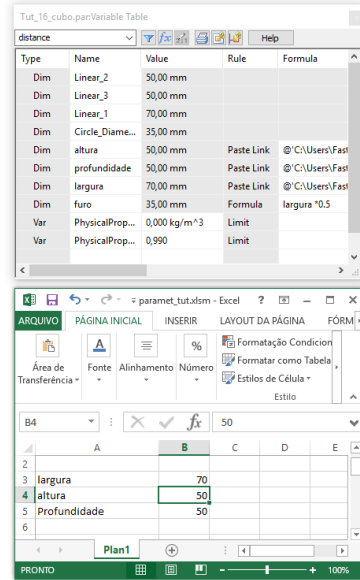 Tut_16_cubo.par:Variable Table
distance Help
Type Name Value Rule Formula
Dim Linear_2 50,00 mm
Dim Linear_3 50,00 mm
Dim Linear_1 70,00 mm
Dim Circle_Diame... 35,00 mm
Dim altura 50,00 mm Paste Link @'C:\Users\Fast
Dim profundidade 50,00 mm Paste Link @'C:\Users\Fast
Dim largura 70,00 mm Paste Link @'C:\Users\Fast
Dim furo 35,00 mm Formula largura *0.5
Var PhysicalProp... 0,000 kg/m^3 Limit
Var PhysicalProp... 0,990 Limit
paramet_tut.xlsm - Excel ?
ARQUIVO PÁGINA INICIAL INSERIR LAYOUT DA PÁGINA FÓRM
Área de Transferência Fonte Alinhamento Número
Formatação Condicion
Formatar como Tabela
Estilos de Célula
Estilo
B4 fx 50
A B C D E
2
3 largura 70
4 altura 50
5 Profundidade 50
6
Plan1
PRONTO 100%